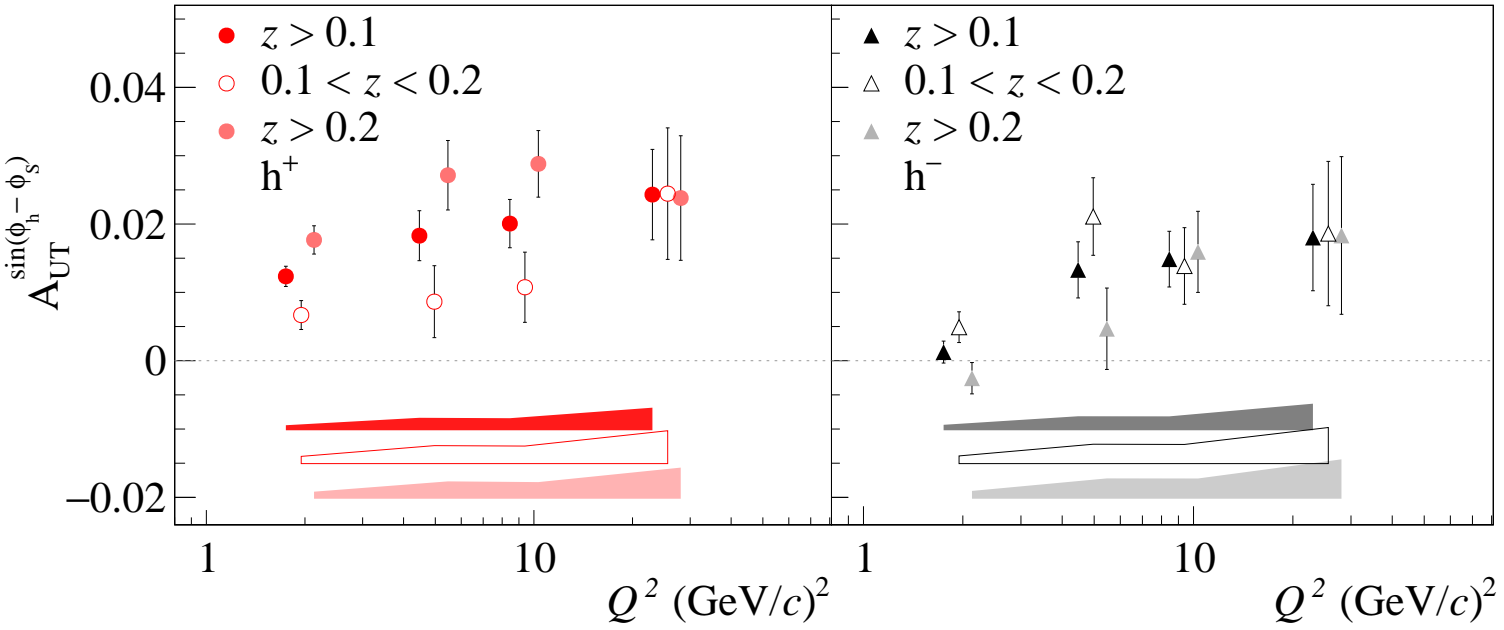 z > 0.1
0.1 < z < 0.2
z > 0.2
h⁺
z > 0.1
0.1 < z < 0.2
z > 0.2
h⁻
A_UT^sin(ϕ_h − ϕ_S)
0.04
0.02
0
−0.02
1
10
1
10
Q² (GeV/c)²
Q² (GeV/c)²